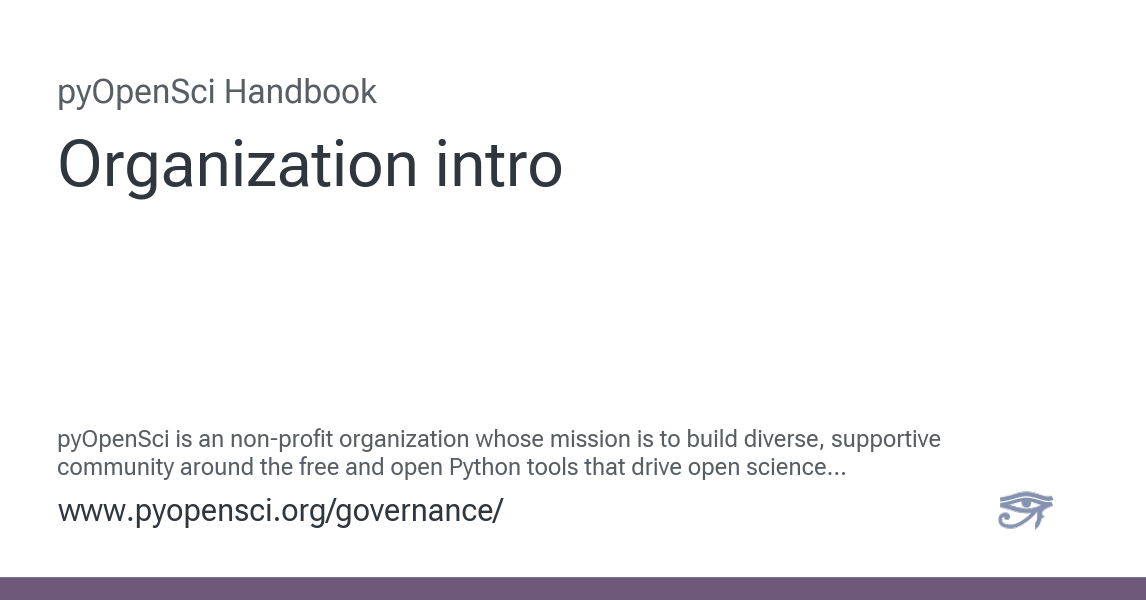 pyOpenSci Handbook
Organization intro
pyOpenSci is an non-profit organization whose mission is to build diverse, supportive
community around the free and open Python tools that drive open science...
www.pyopensci.org/governance/